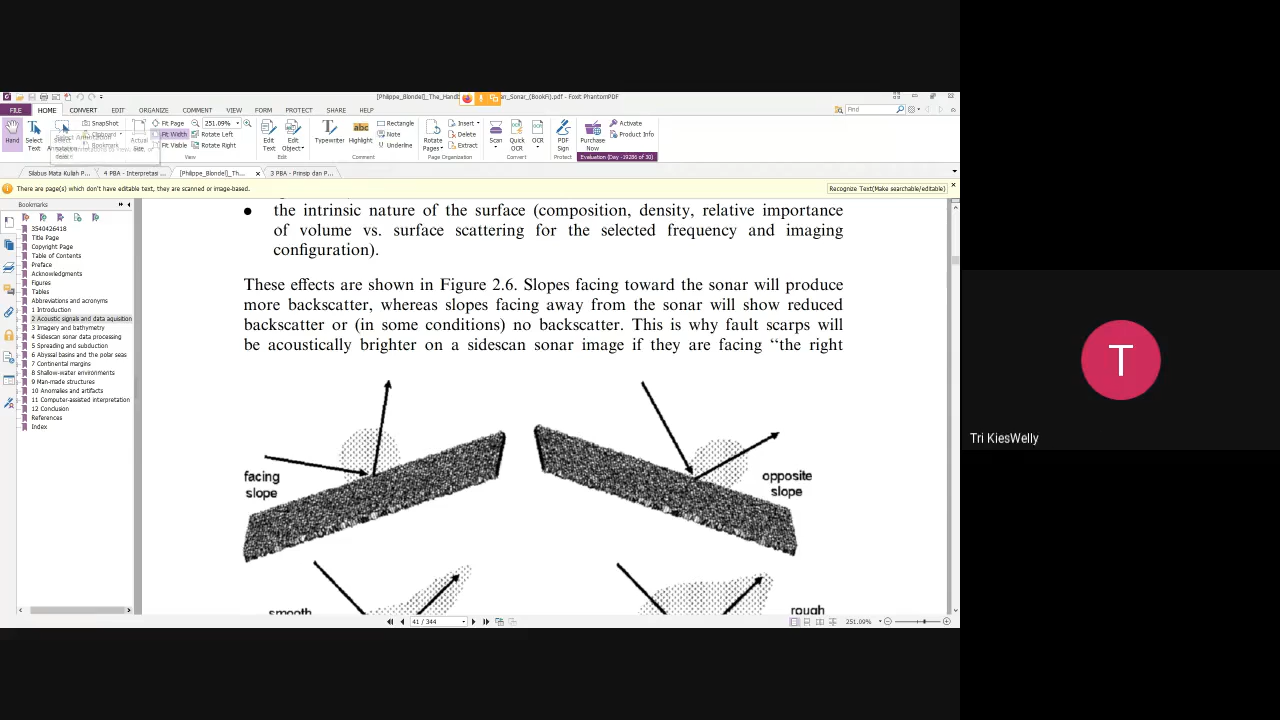 [Philippe_Blondel]_The_Handb
an_Sonar_(BookFi).pdf - Foxit PhantomPDF
FILE HOME CONVERT EDIT ORGANIZE COMMENT VIEW FORM PROTECT SHARE HELP
Find
Hand
Select Text
SnapShot
Clipboard
Bookmark
Actual Size
Fit Page
Fit Width
Fit Visible
251.09%
Rotate Left
Rotate Right
View
Edit Text
Edit Object
Edit
Typewriter
Highlight
Rectangle
Note
Underline
Comment
Rotate Pages
Insert
Delete
Extract
Page Organization
Scan
Quick OCR
OCR
Convert
PDF Sign
Protect
Purchase Now
Activate
Product Info
Evaluation (Day -19286 of 30)
Silabus Mata Kuliah P...
4 PBA - Interpretasi ...
[Philippe_Blondel]_Th...
3 PBA - Prinsip dan P...
There are page(s) which don't have editable text, they are scanned or image-based.
Recognize Text(Make searchable/editable)
Bookmarks
3540426418
Title Page
Copyright Page
Table of Contents
Preface
Acknowledgments
Figures
Tables
Abbreviations and acronyms
1 Introduction
2 Acoustic signals and data aquisition
3 Imagery and bathymetry
4 Sidescan sonar data processing
5 Spreading and subduction
6 Abyssal basins and the polar seas
7 Continental margins
8 Shallow-water environments
9 Man-made structures
10 Anomalies and artifacts
11 Computer-assisted interpretation
12 Conclusion
References
Index
● the intrinsic nature of the surface (composition, density, relative importance
of volume vs. surface scattering for the selected frequency and imaging
configuration).
These effects are shown in Figure 2.6. Slopes facing toward the sonar will produce
more backscatter, whereas slopes facing away from the sonar will show reduced
backscatter or (in some conditions) no backscatter. This is why fault scarps will
be acoustically brighter on a sidescan sonar image if they are facing “the right
facing
slope
opposite
slope
smooth
rough
41 / 344
251.09%
T
Tri KiesWelly